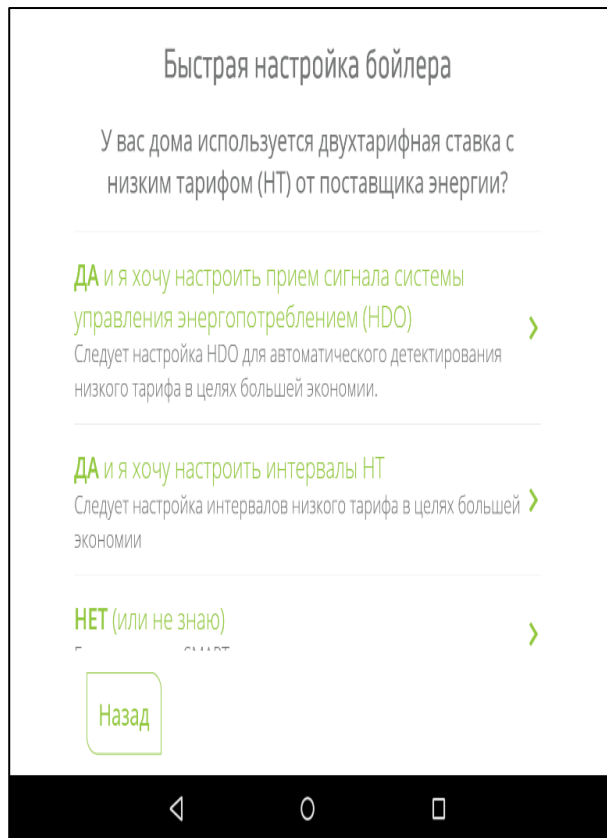 Быстрая настройка бойлера
У вас дома используется двухтарифная ставка с
низким тарифом (НТ) от поставщика энергии?
ДА и я хочу настроить прием сигнала системы
управления энергопотреблением (HDO)
Следует настройка HDO для автоматического детектирования
низкого тарифа в целях большей экономии.
ДА и я хочу настроить интервалы НТ
Следует настройка интервалов низкого тарифа в целях большей
экономии
НЕТ (или не знаю)
SMART
Назад